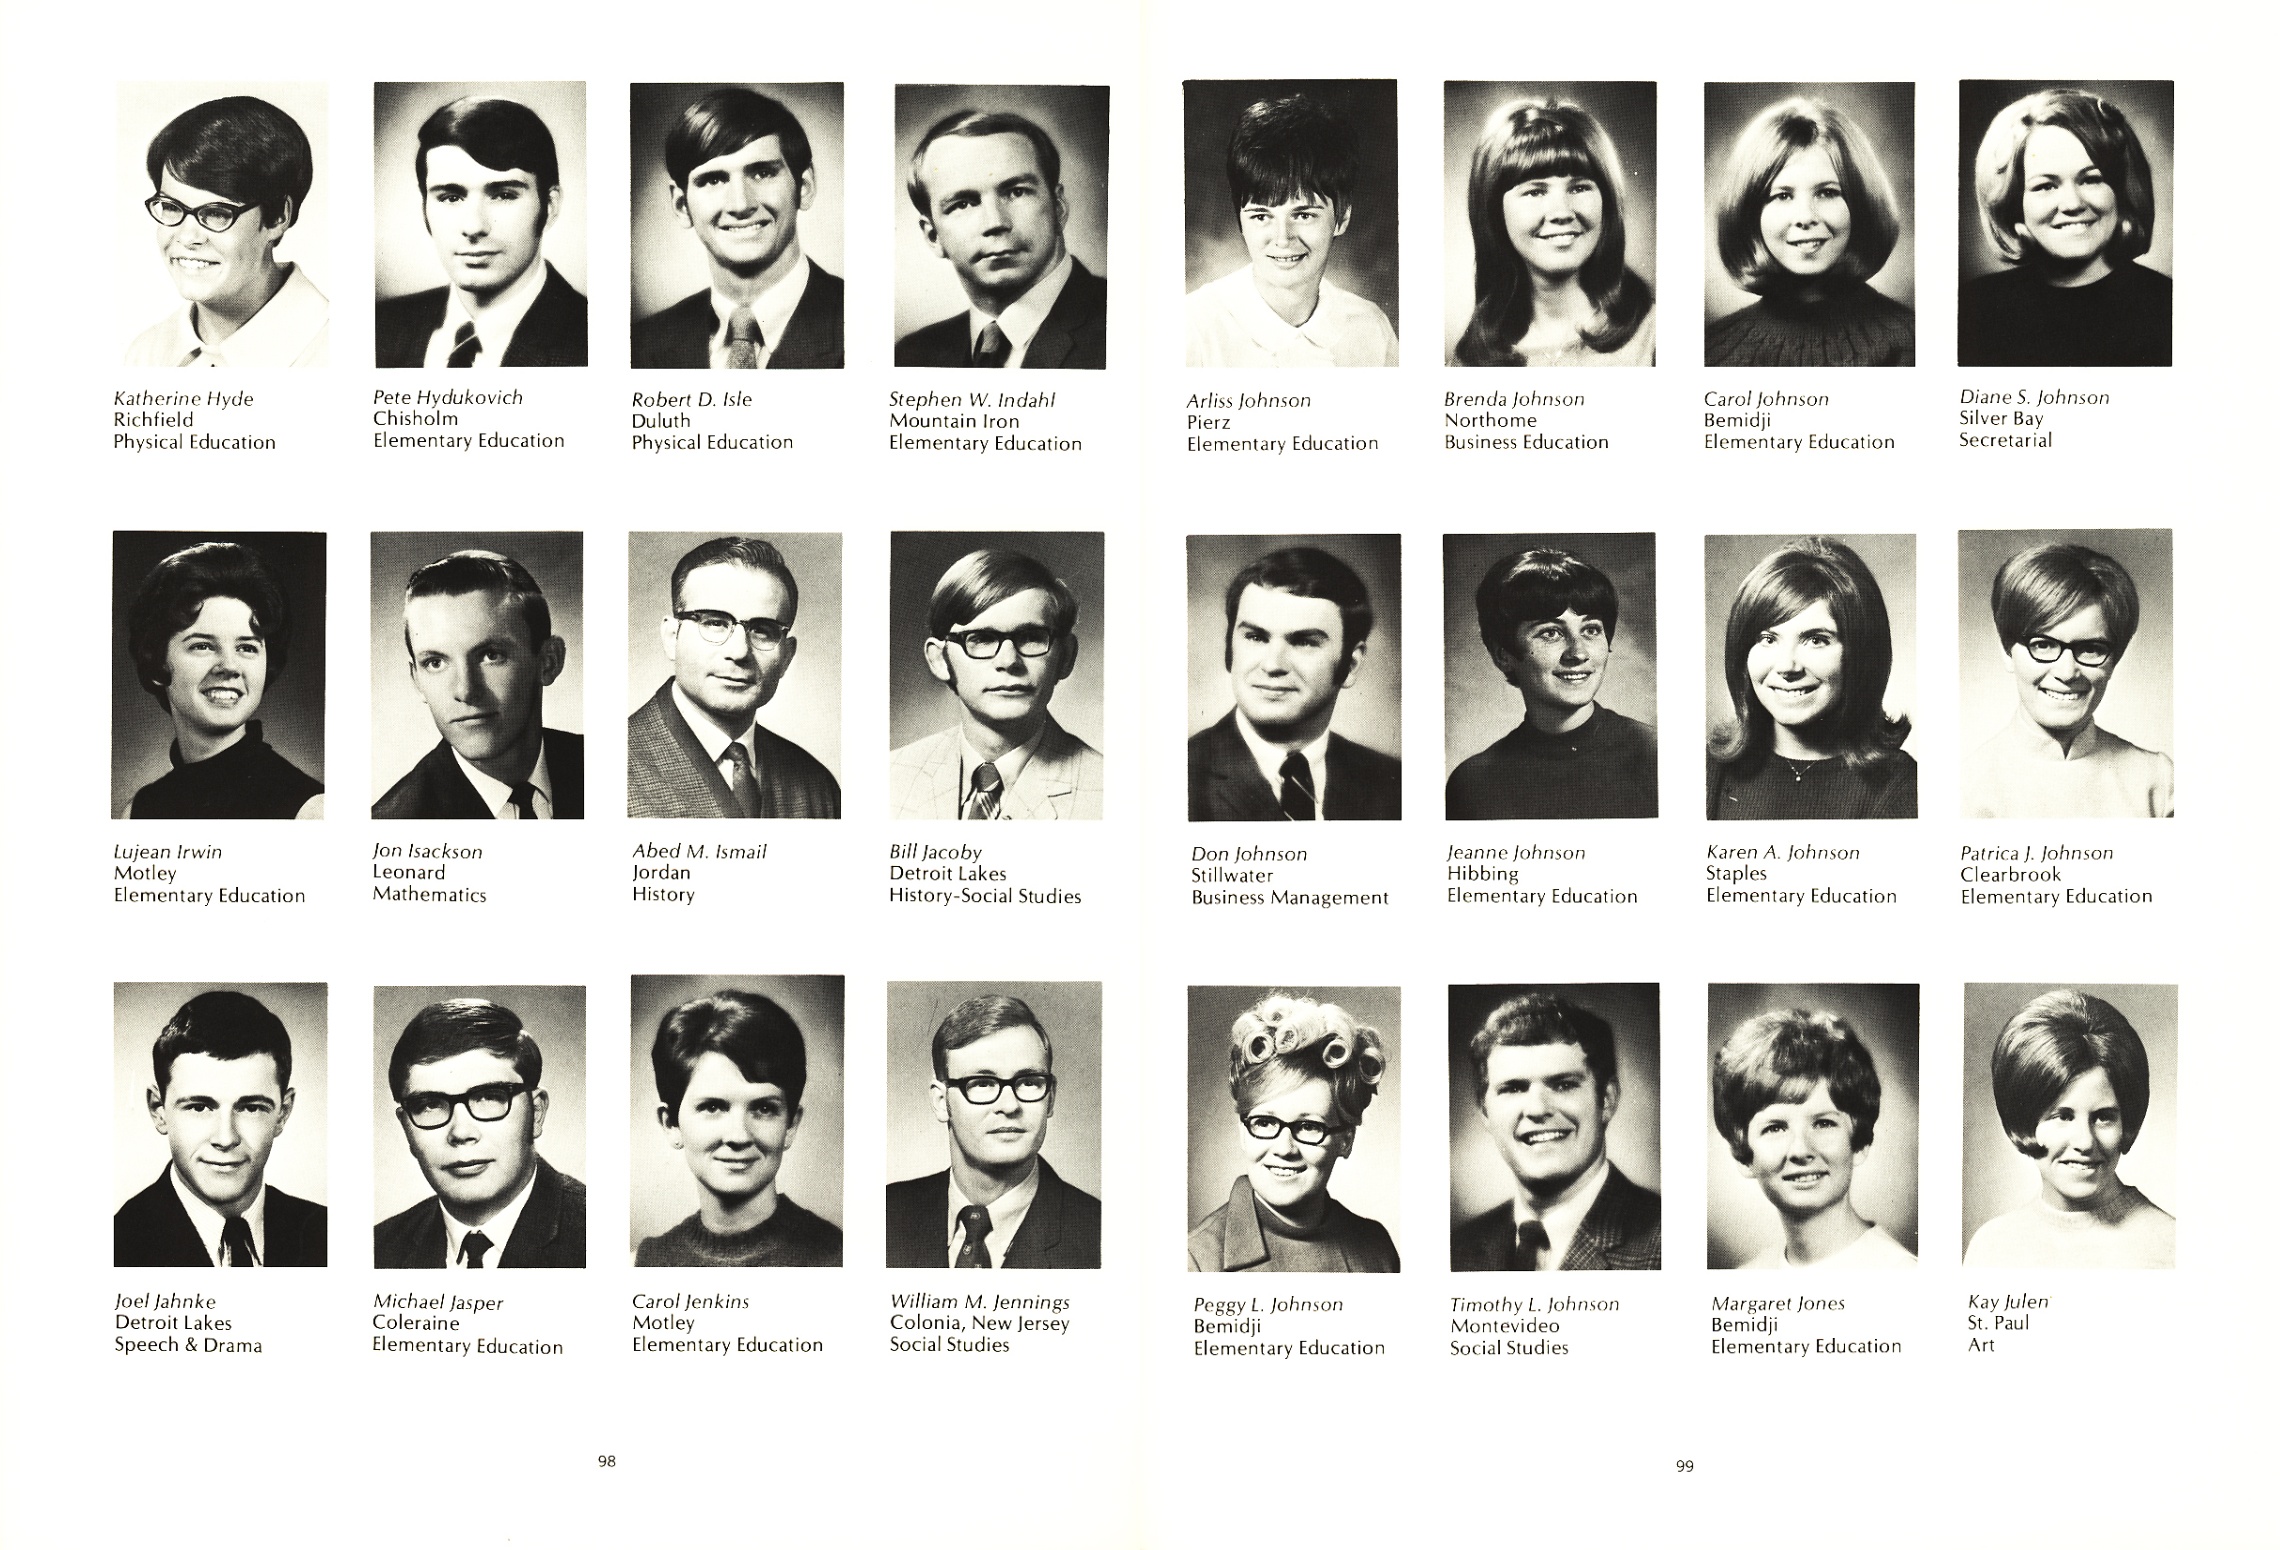 Katherine Hyde
Richfield
Physical Education
Pete Hydukovich
Chisholm
Elementary Education
Robert D. Isle
Duluth
Physical Education
Stephen W. Indahl
Mountain Iron
Elementary Education
Lujean Irwin
Motley
Elementary Education
Jon Isackson
Leonard
Mathematics
Abed M. Ismail
Jordan
History
Bill Jacoby
Detroit Lakes
History-Social Studies
Joel Jahnke
Detroit Lakes
Speech & Drama
Michael Jasper
Coleraine
Elementary Education
Carol Jenkins
Motley
Elementary Education
William M. Jennings
Colonia, New Jersey
Social Studies
98
Arliss Johnson
Pierz
Elementary Education
Brenda Johnson
Northome
Business Education
Carol Johnson
Bemidji
Elementary Education
Diane S. Johnson
Silver Bay
Secretarial
Don Johnson
Stillwater
Business Management
Jeanne Johnson
Hibbing
Elementary Education
Karen A. Johnson
Staples
Elementary Education
Patrica J. Johnson
Clearbrook
Elementary Education
Peggy L. Johnson
Bemidji
Elementary Education
Timothy L. Johnson
Montevideo
Social Studies
Margaret Jones
Bemidji
Elementary Education
Kay Julen
St. Paul
Art
99